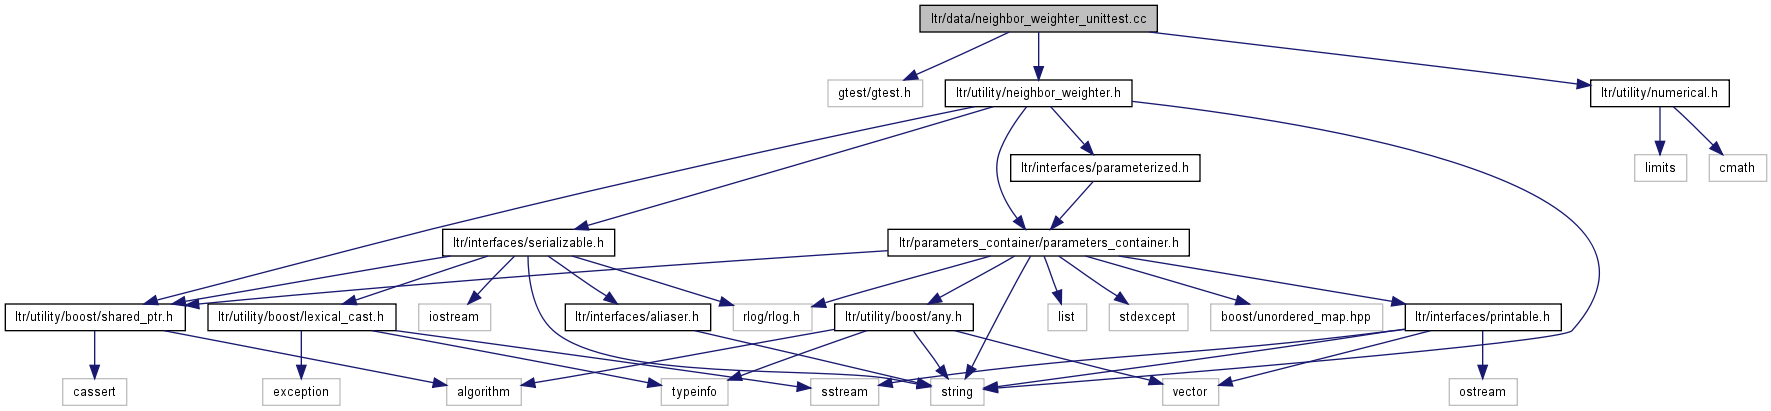 ltr/data/neighbor_weighter_unittest.cc
gtest/gtest.h
ltr/utility/neighbor_weighter.h
ltr/utility/numerical.h
ltr/interfaces/parameterized.h
limits
cmath
ltr/interfaces/serializable.h
ltr/parameters_container/parameters_container.h
ltr/utility/boost/shared_ptr.h
ltr/utility/boost/lexical_cast.h
iostream
ltr/interfaces/aliaser.h
rlog/rlog.h
ltr/utility/boost/any.h
list
stdexcept
boost/unordered_map.hpp
ltr/interfaces/printable.h
cassert
exception
algorithm
typeinfo
sstream
string
vector
ostream